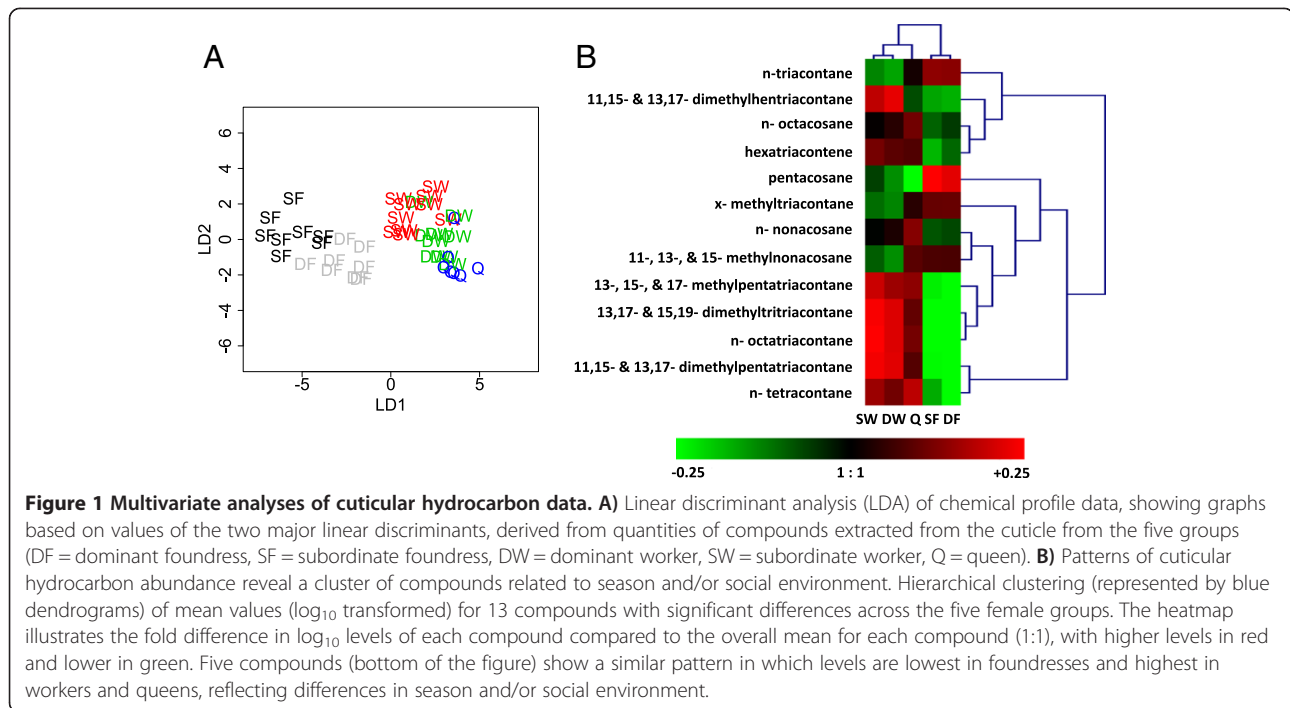 A
B
6
4
2
0
-2
-4
-6
LD2
-5 0 5
LD1
SF
SF
SF
SF
SF
SF
SF
SF
DF
DF
DF
DF
DF
DF
DF
DF
SW
SW
SW
SW
SW
SW
SW
SW
DW
DW
DW
DW
DW
Q
Q
Q
Q
Q
Q
n-triacontane
11,15- & 13,17- dimethylhentriacontane
n- octacosane
hexatriacontene
pentacosane
x- methyltriacontane
n- nonacosane
11-, 13-, & 15- methylnonacosane
13-, 15-, & 17- methylpentatriacontane
13,17- & 15,19- dimethyltritriacontane
n- octatriacontane
11,15- & 13,17- dimethylpentatriacontane
n- tetracontane
SW DW Q SF DF
-0.25 1 : 1 +0.25
Figure 1 Multivariate analyses of cuticular hydrocarbon data. A) Linear discriminant analysis (LDA) of chemical profile data, showing graphs
based on values of the two major linear discriminants, derived from quantities of compounds extracted from the cuticle from the five groups
(DF = dominant foundress, SF = subordinate foundress, DW = dominant worker, SW = subordinate worker, Q = queen). B) Patterns of cuticular
hydrocarbon abundance reveal a cluster of compounds related to season and/or social environment. Hierarchical clustering (represented by blue
dendrograms) of mean values (log10 transformed) for 13 compounds with significant differences across the five female groups. The heatmap
illustrates the fold difference in log10 levels of each compound compared to the overall mean for each compound (1:1), with higher levels in red
and lower in green. Five compounds (bottom of the figure) show a similar pattern in which levels are lowest in foundresses and highest in
workers and queens, reflecting differences in season and/or social environment.